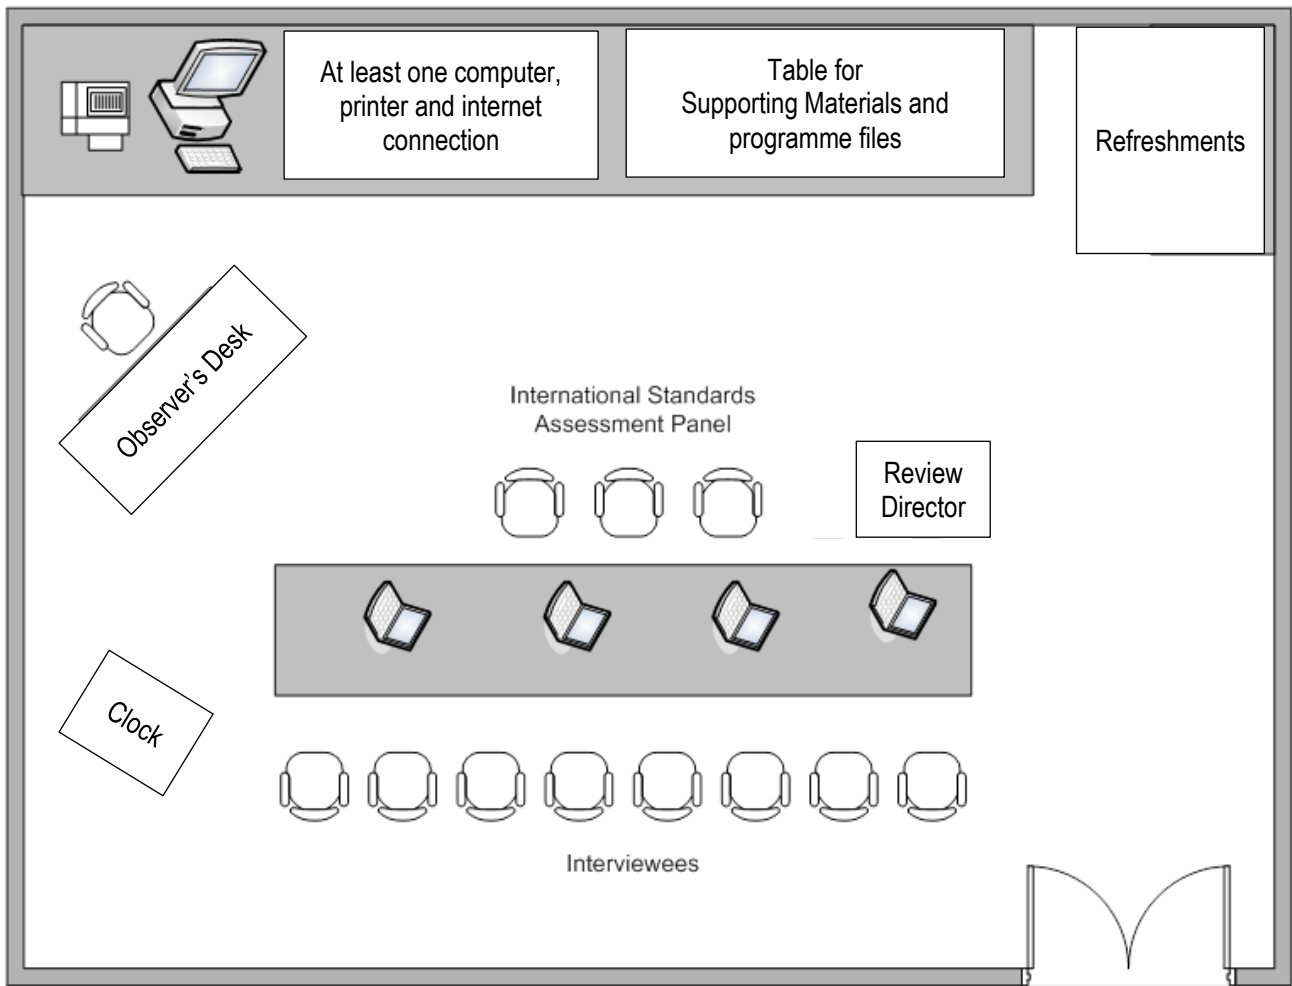 At least one computer,
printer and internet
connection
Table for
Supporting Materials and
programme files
Refreshments
Observer's Desk
International Standards
Assessment Panel
Review
Director
Clock
Interviewees